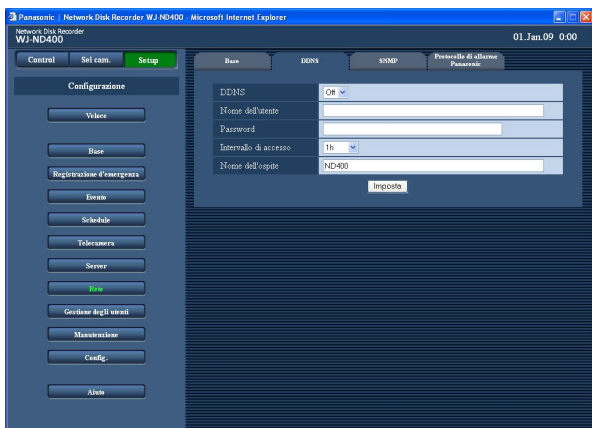 Panasonic | Network Disk Recorder WJ-ND400 - Microsoft Internet Explorer
Network Disk Recorder
WJ-ND400
01.Jan.09 0:00
Control Sel cam. Setup
Configurazione
Veloce
Base
Registrazione d'emergenza
Evento
Schedule
Telecamera
Server
Rete
Gestione degli utenti
Manutenzione
Config.
Aiuto
Base DDNS SNMP Protocollo di allarme Panasonic
DDNS Off
Nome dell'utente
Password
Intervallo di accesso 1h
Nome dell'ospite ND400
Imposta